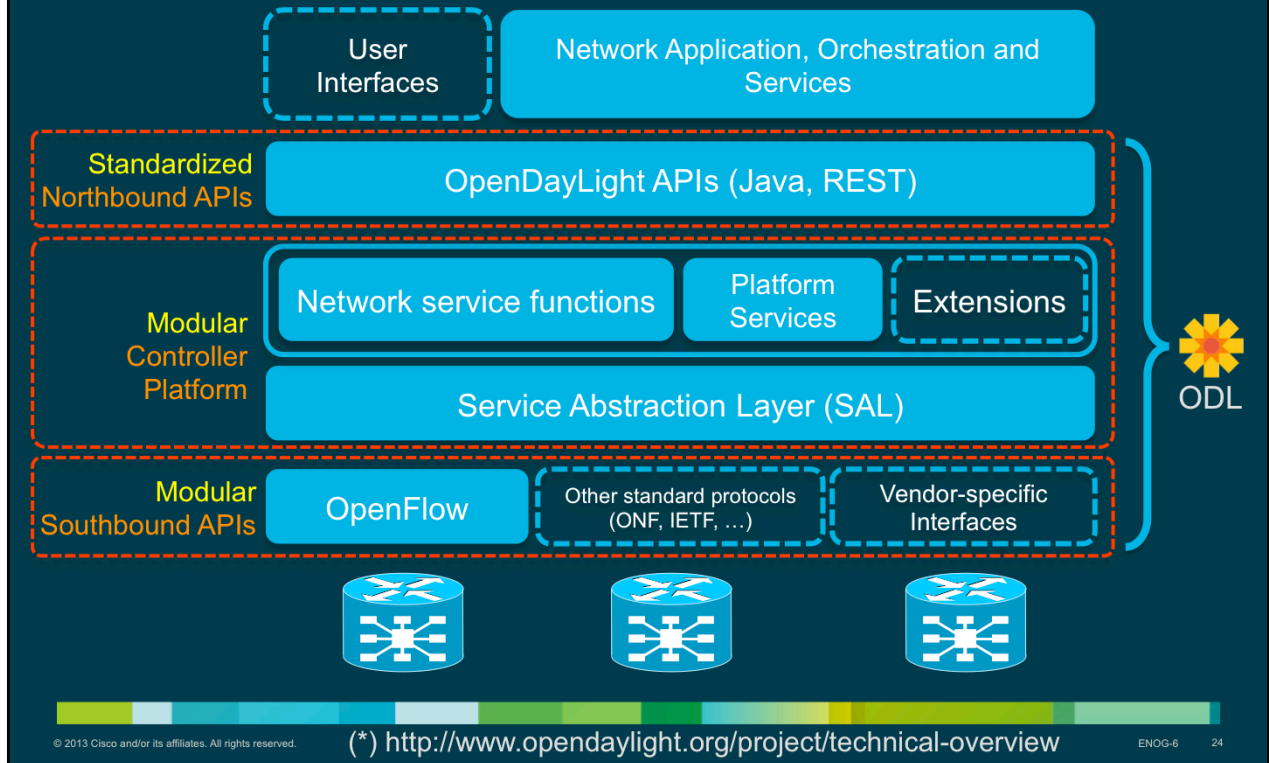 User
Interfaces
Network Application, Orchestration and
Services
Standardized
Northbound APIs
OpenDayLight APIs (Java, REST)
Modular
Controller
Platform
Network service functions
Platform
Services
Extensions
Service Abstraction Layer (SAL)
ODL
Modular
Southbound APIs
OpenFlow
Other standard protocols
(ONF, IETF, …)
Vendor-specific
Interfaces
© 2013 Cisco and/or its affiliates. All rights reserved.
(*) http://www.opendaylight.org/project/technical-overview
ENOG-6
24